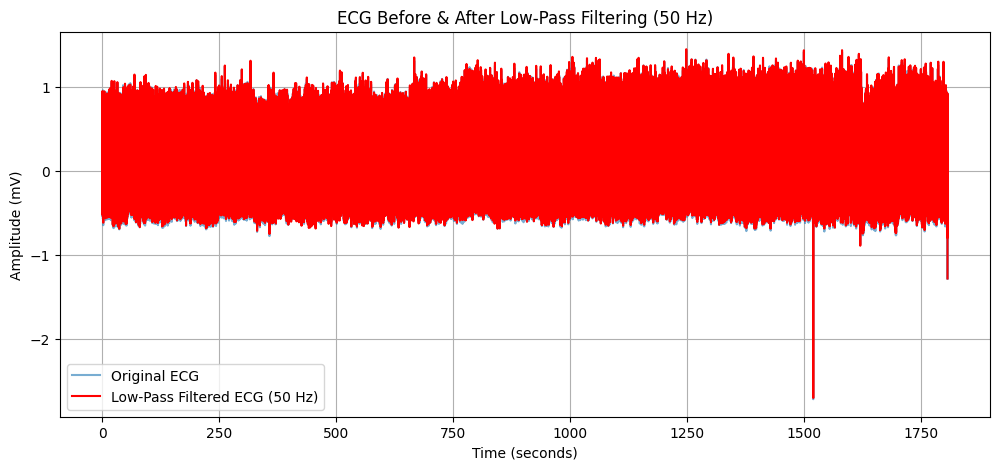 ECG Before & After Low-Pass Filtering (50 Hz)
Amplitude (mV)
1
0
−1
−2
Original ECG
Low-Pass Filtered ECG (50 Hz)
0 250 500 750 1000 1250 1500 1750
Time (seconds)